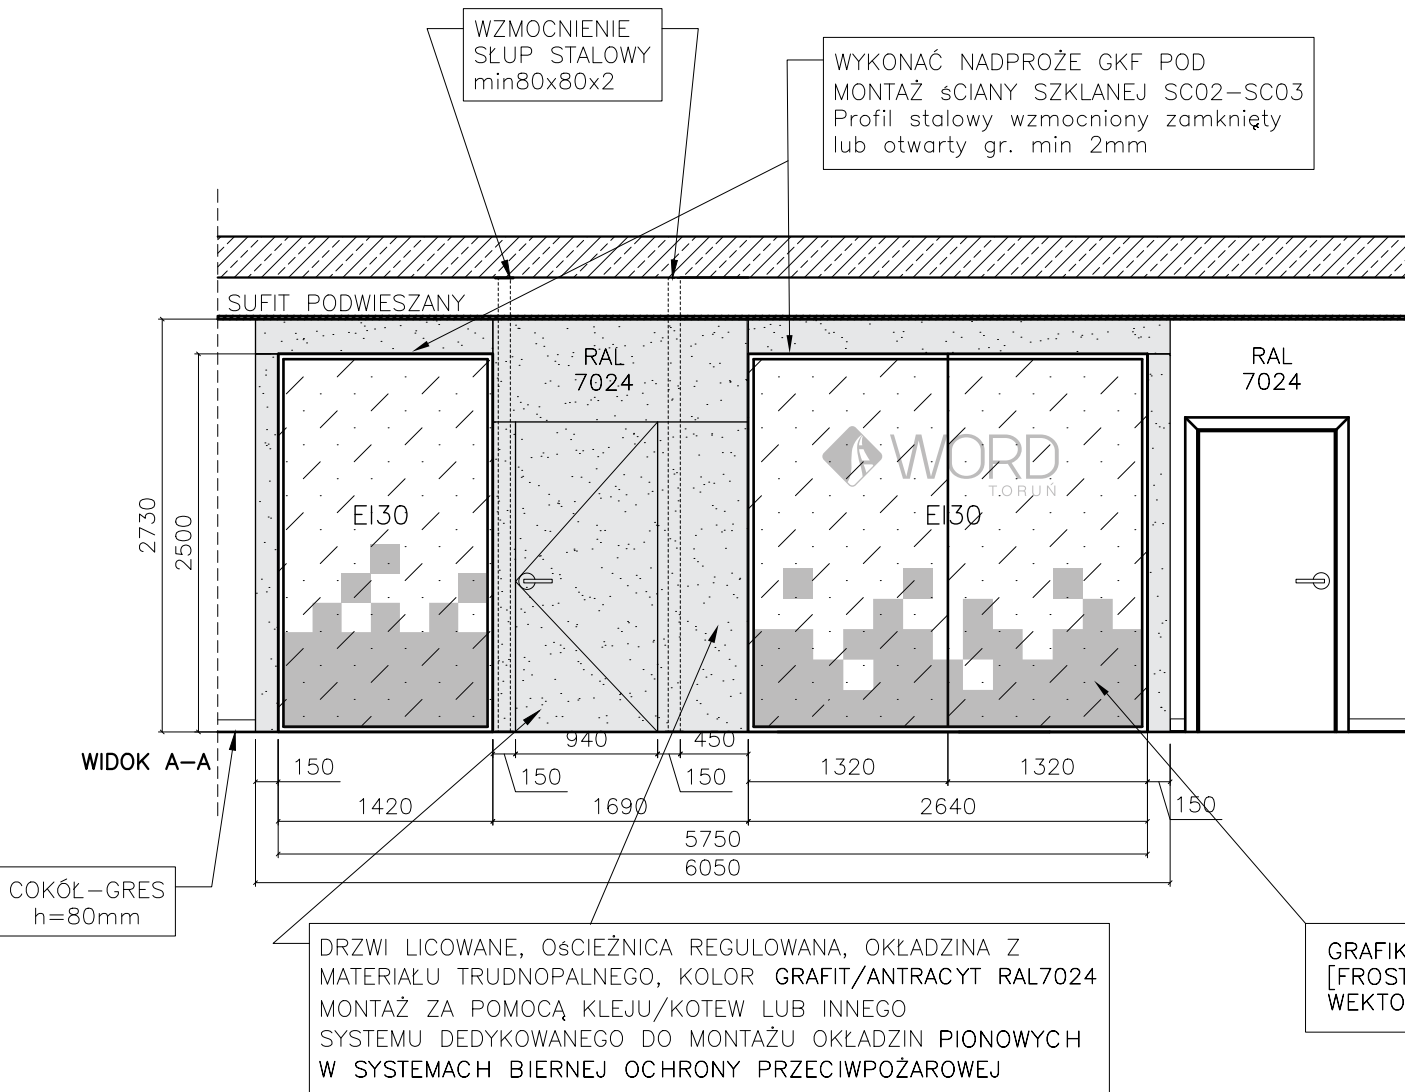 WZMOCNIENIE
SŁUP STALOWY
min80x80x2
WYKONAĆ NADPROŻE GKF POD
MONTAŻ śCIANY SZKLANEJ SC02-SC03
Profil stalowy wzmocniony zamknięty
lub otwarty gr. min 2mm
SUFIT PODWIESZANY
RAL
7024
RAL
7024
WORD
TORUŃ
EI30
EI30
2730
2500
WIDOK A-A
940
450
150
150
150
1320
1320
150
1420
1690
2640
5750
6050
COKÓŁ-GRES
h=80mm
DRZWI LICOWANE, OśCIEŻNICA REGULOWANA, OKŁADZINA Z
MATERIAŁU TRUDNOPALNEGO, KOLOR GRAFIT/ANTRACYT RAL7024
MONTAŻ ZA POMOCĄ KLEJU/KOTEW LUB INNEGO
SYSTEMU DEDYKOWANEGO DO MONTAŻU OKŁADZIN PIONOWYCH
W SYSTEMACH BIERNEJ OCHRONY PRZECIWPOŻAROWEJ
GRAFIK
[FROST
WEKTO